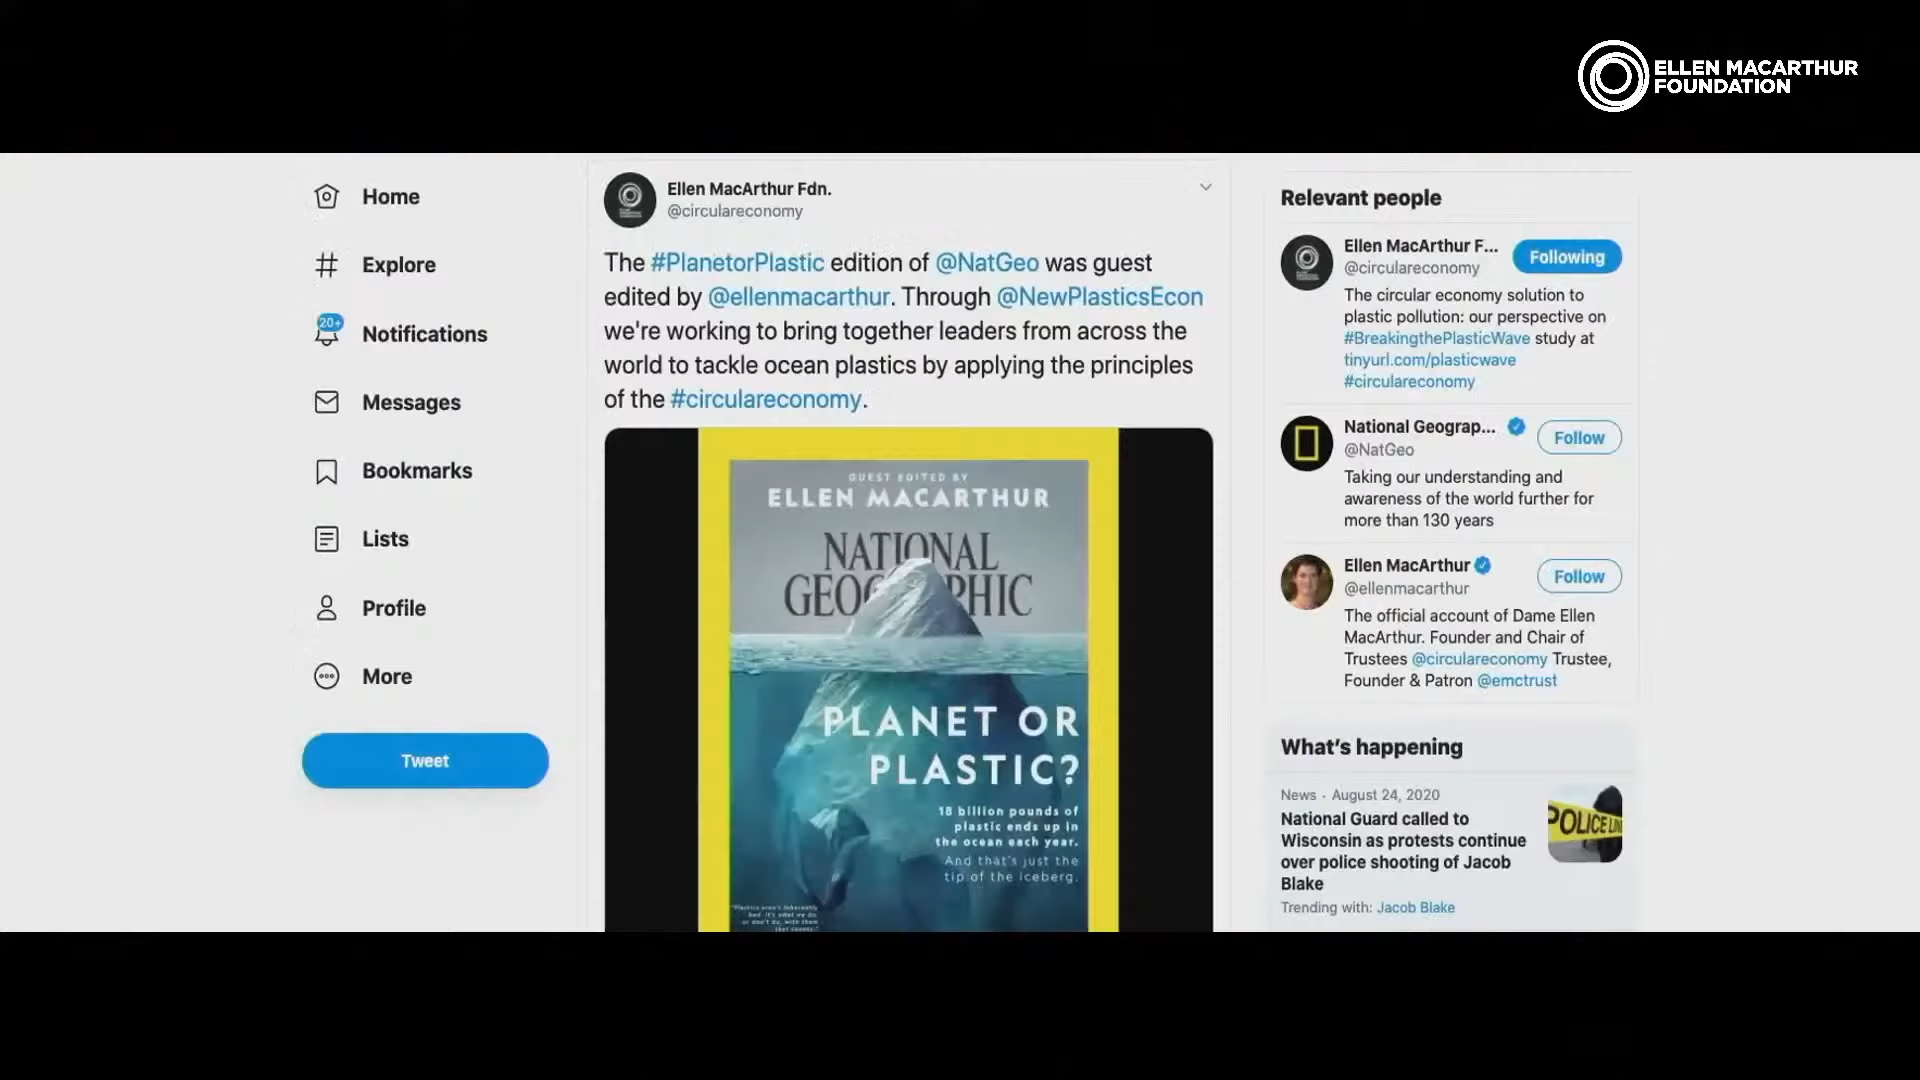 ELLEN MACARTHUR
FOUNDATION
Home
Explore
20+
Notifications
Messages
Bookmarks
Lists
Profile
More
Tweet
Ellen MacArthur Fdn.
@circulareconomy
The #PlanetorPlastic edition of @NatGeo was guest
edited by @ellenmacarthur. Through @NewPlasticsEcon
we're working to bring together leaders from across the
world to tackle ocean plastics by applying the principles
of the #circulareconomy.
GUEST EDITED BY
ELLEN MACARTHUR
NATIONAL
GEOGRAPHIC
PLANET OR
PLASTIC?
18 billion pounds of
plastic ends up in
the ocean each year.
And that's just the
tip of the iceberg.
Relevant people
Ellen MacArthur F...
Following
@circulareconomy
The circular economy solution to
plastic pollution: our perspective on
#BreakingthePlasticWave study at
tinyurl.com/plasticwave
#circulareconomy
National Geograp...
Follow
@NatGeo
Taking our understanding and
awareness of the world further for
more than 130 years
Ellen MacArthur
Follow
@ellenmacarthur
The official account of Dame Ellen
MacArthur. Founder and Chair of
Trustees @circulareconomy Trustee,
Founder & Patron @emctrust
What's happening
News · August 24, 2020
National Guard called to
Wisconsin as protests continue
over police shooting of Jacob
Blake
POLICE LIN
Trending with: Jacob Blake